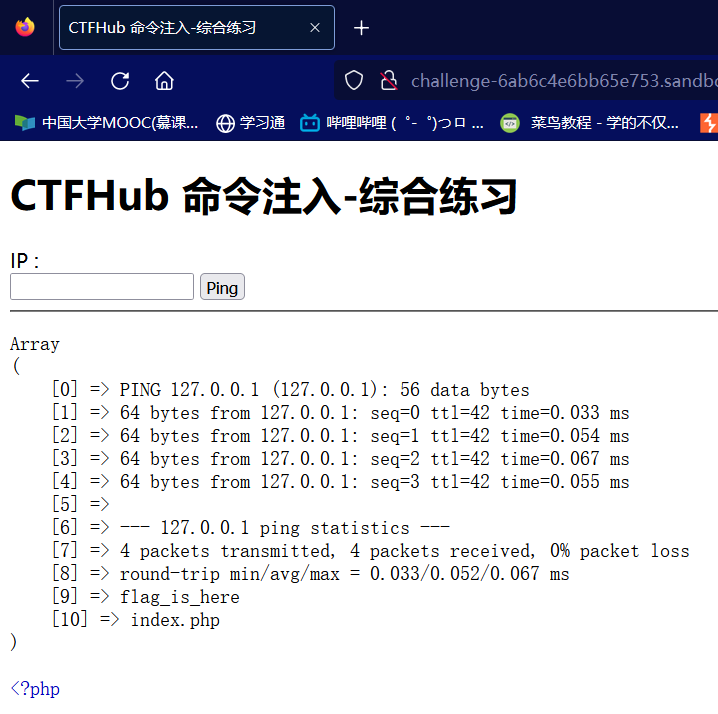 CTFHub 命令注入-综合练习
challenge-6ab6c4e6bb65e753.sandbo
中国大学MOOC(慕课... 学习通 哔哩哔哩 ( ゜- ゜)つロ ... 菜鸟教程 - 学的不仅...
CTFHub 命令注入-综合练习
IP :
Ping
Array
(
[0] => PING 127.0.0.1 (127.0.0.1): 56 data bytes
[1] => 64 bytes from 127.0.0.1: seq=0 ttl=42 time=0.033 ms
[2] => 64 bytes from 127.0.0.1: seq=1 ttl=42 time=0.054 ms
[3] => 64 bytes from 127.0.0.1: seq=2 ttl=42 time=0.067 ms
[4] => 64 bytes from 127.0.0.1: seq=3 ttl=42 time=0.055 ms
[5] =>
[6] => --- 127.0.0.1 ping statistics ---
[7] => 4 packets transmitted, 4 packets received, 0% packet loss
[8] => round-trip min/avg/max = 0.033/0.052/0.067 ms
[9] => flag_is_here
[10] => index.php
)
<?php